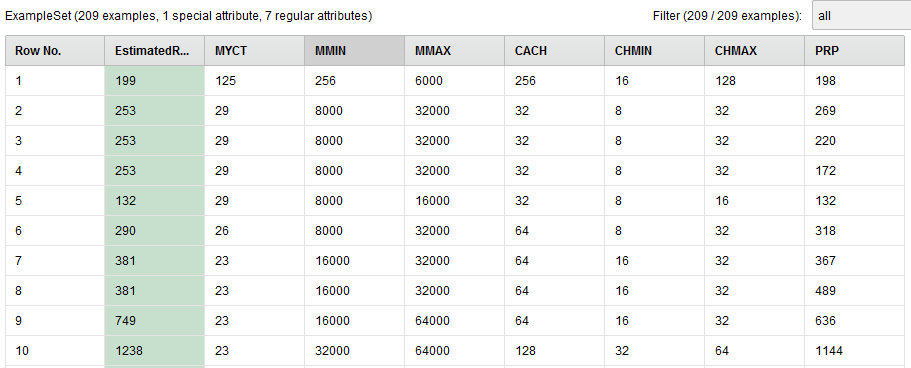 ExampleSet (209 examples, 1 special attribute, 7 regular attributes) Filter (209 / 209 examples): all
Row No. EstimatedR... MYCT MMIN MMAX CACH CHMIN CHMAX PRP
1 199 125 256 6000 256 16 128 198
2 253 29 8000 32000 32 8 32 269
3 253 29 8000 32000 32 8 32 220
4 253 29 8000 32000 32 8 32 172
5 132 29 8000 16000 32 8 16 132
6 290 26 8000 32000 64 8 32 318
7 381 23 16000 32000 64 16 32 367
8 381 23 16000 32000 64 16 32 489
9 749 23 16000 64000 64 16 32 636
10 1238 23 32000 64000 128 32 64 1144